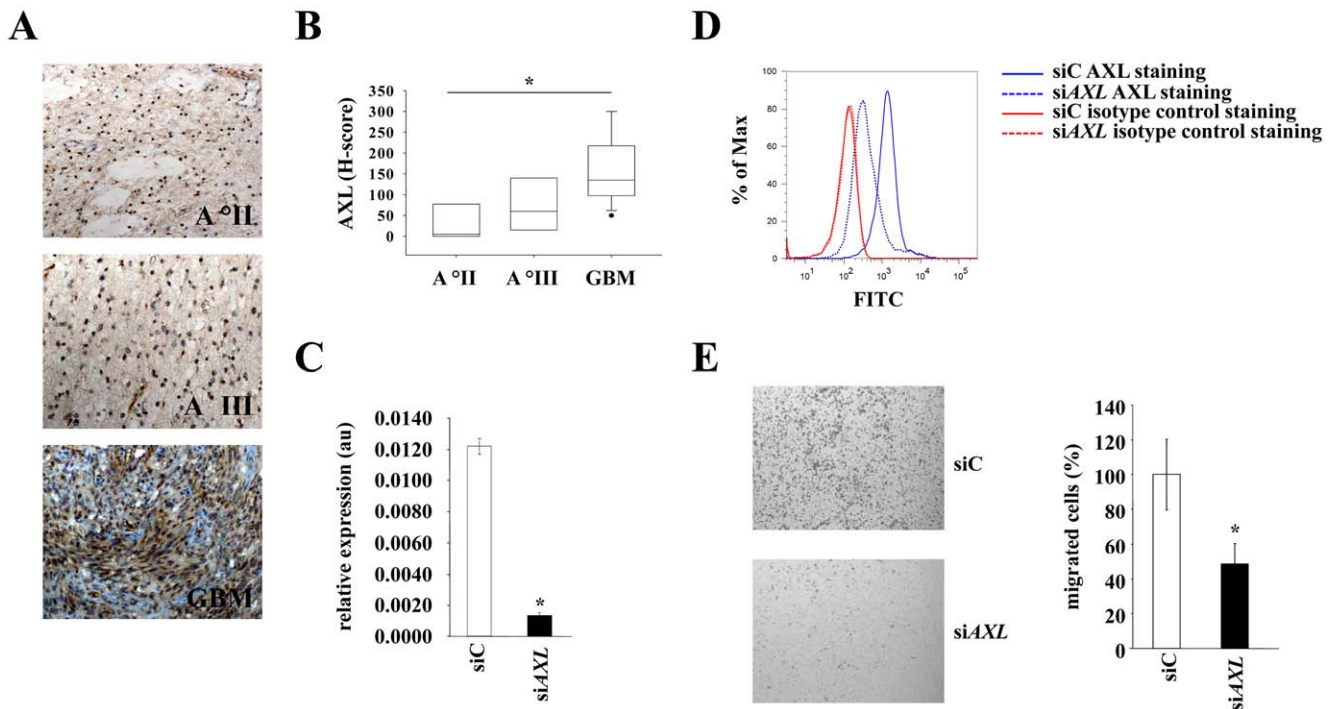 A
A °II
A III
GBM
B
*
AXL (H-score)
350
300
250
200
150
100
50
0
A °II
A °III
GBM
C
relative expression (au)
0.0140
0.0120
0.0100
0.0080
0.0060
0.0040
0.0020
0.0000
*
siC
siAXL
D
% of Max
100
80
60
40
20
0
10¹ 10² 10³ 10⁴ 10⁵
FITC
siC AXL staining
siAXL AXL staining
siC isotype control staining
siAXL isotype control staining
E
siC
siAXL
migrated cells (%)
140
120
100
80
60
40
20
0
*
siC
siAXL